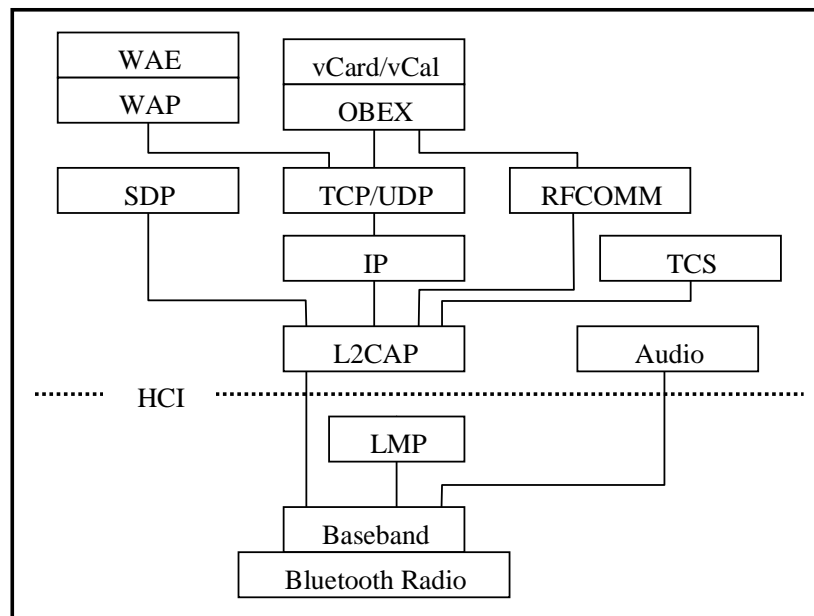 WAE
vCard/vCal
WAP
OBEX
SDP
TCP/UDP
RFCOMM
IP
TCS
L2CAP
Audio
HCI
LMP
Baseband
Bluetooth Radio